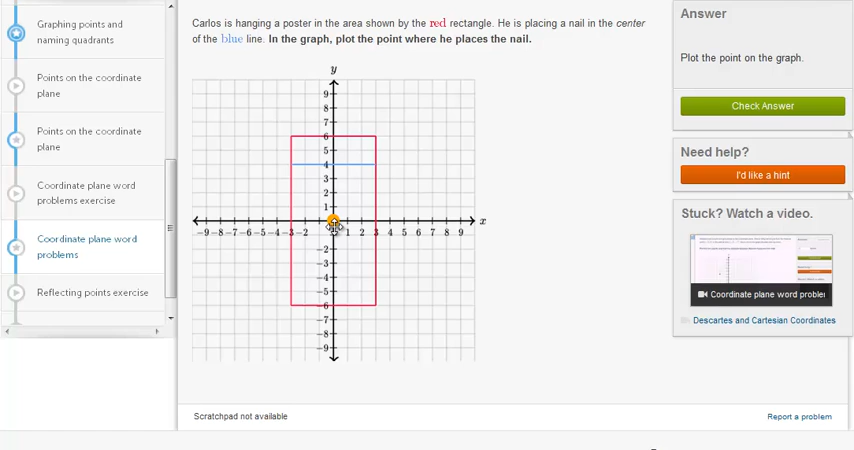 Graphing points and
naming quadrants
Points on the coordinate
plane
Points on the coordinate
plane
Coordinate plane word
problems exercise
Coordinate plane word
problems
Reflecting points exercise
Carlos is hanging a poster in the area shown by the red rectangle. He is placing a nail in the center
of the blue line. In the graph, plot the point where he places the nail.
y
9
8
7
6
5
4
3
2
1
x
−9 −8 −7 −6 −5 −4 −3 −2 1 2 3 4 5 6 7 8 9
−2
−3
−4
−5
−6
−7
−8
−9
Scratchpad not available
Report a problem
Answer
Plot the point on the graph.
Check Answer
Need help?
I'd like a hint
Stuck? Watch a video.
Coordinate plane word problem
Descartes and Cartesian Coordinates